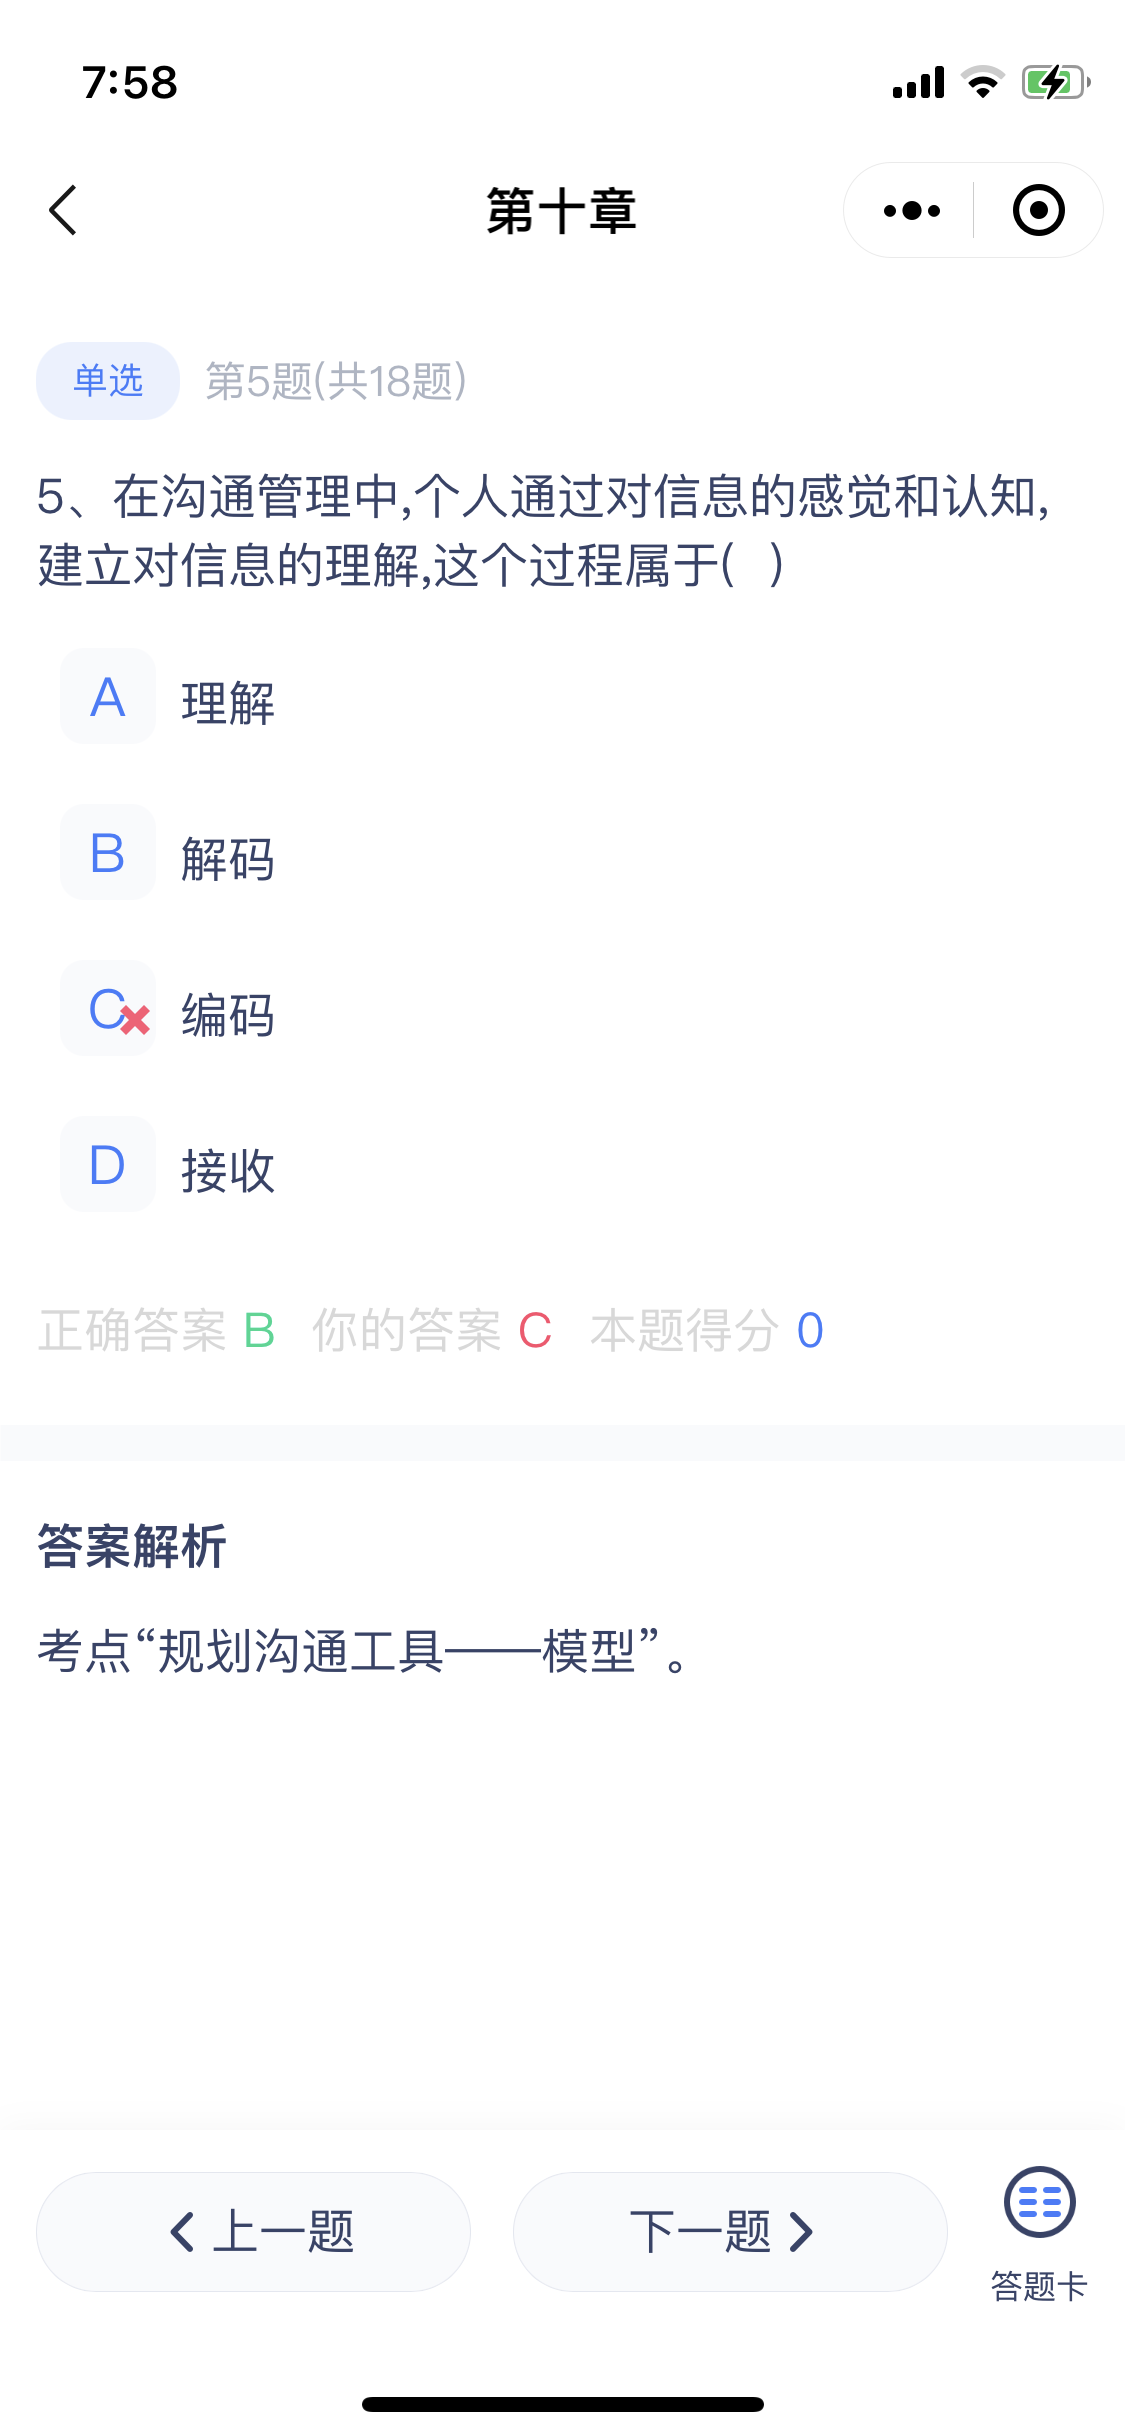 7:58
第十章
单选 第5题(共18题)
5、在沟通管理中,个人通过对信息的感觉和认知,
建立对信息的理解,这个过程属于( )
A 理解
B 解码
C 编码
D 接收
正确答案 B 你的答案 C 本题得分 0
答案解析
考点“规划沟通工具——模型”。
上一题 下一题
答题卡